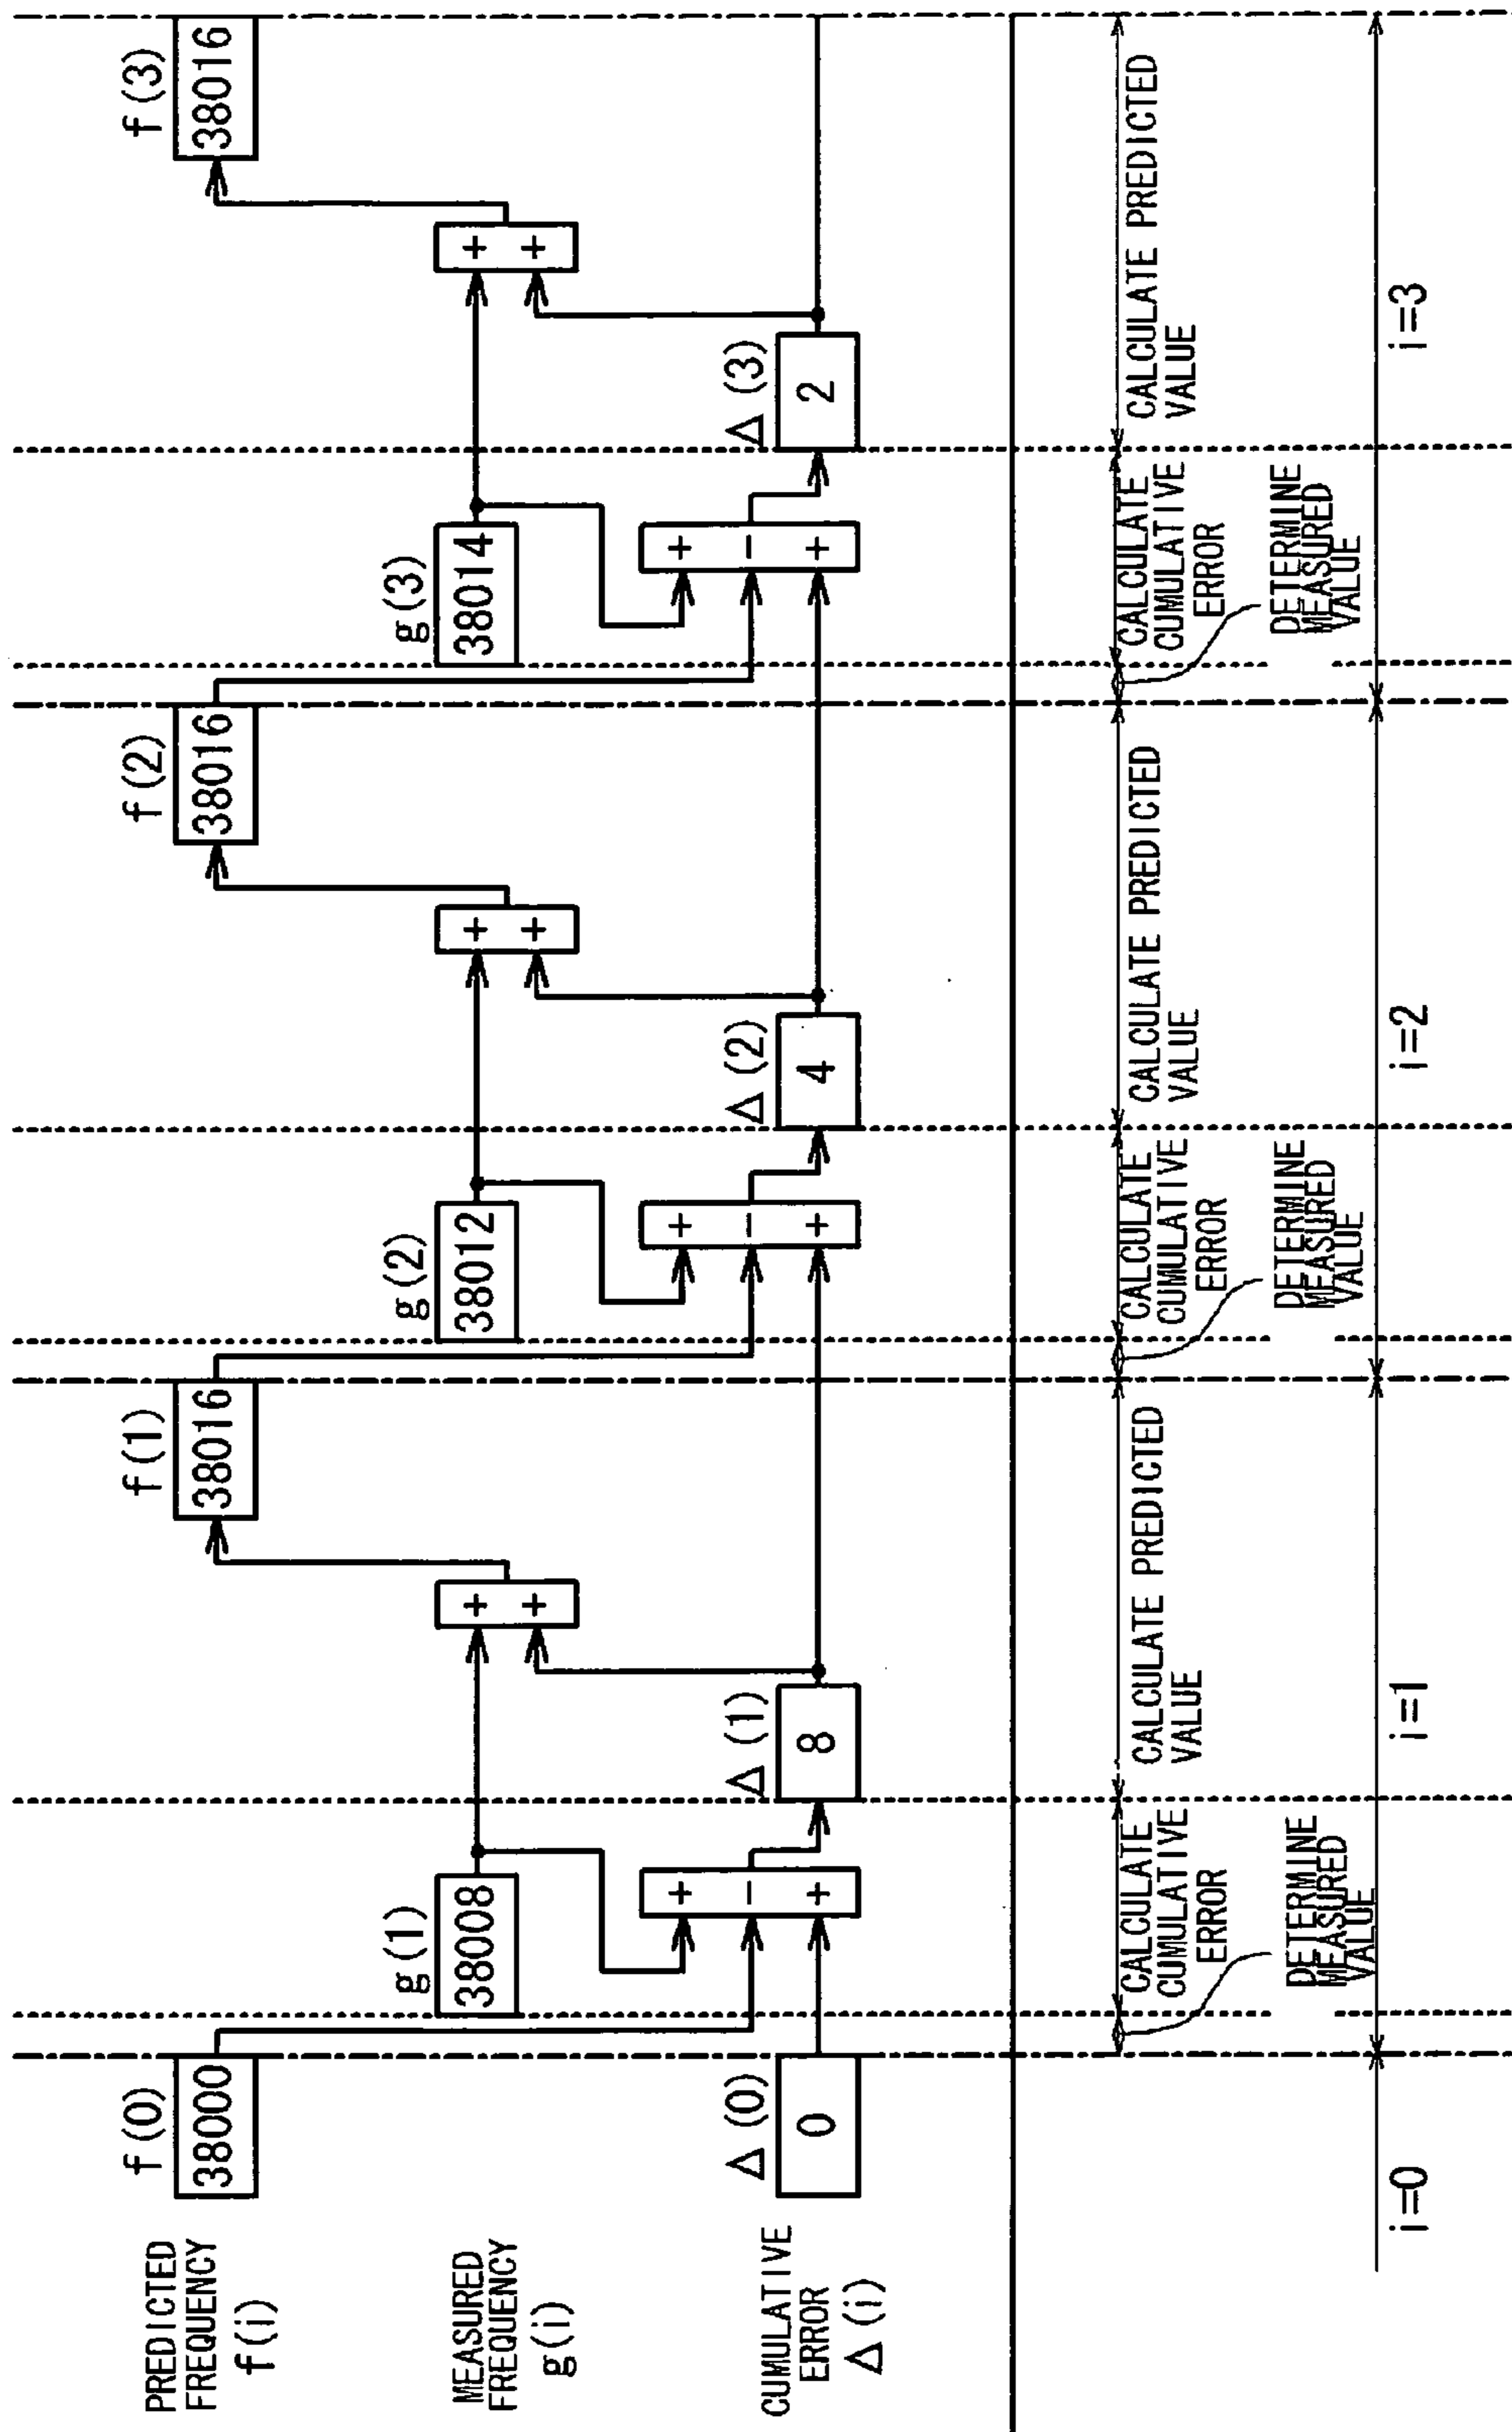 PREDICTED
FREQUENCY
f(i)
f(0)
38000
f(1)
38016
f(2)
38016
f(3)
38016
MEASURED
FREQUENCY
g(i)
g(1)
38008
+
+
g(2)
38012
+
+
g(3)
38014
+
+
CUMULATIVE
ERROR
Δ(i)
Δ(0)
0
+
−
+
Δ(1)
8
+
−
+
Δ(2)
4
+
−
+
Δ(3)
2
CALCULATE
CUMULATIVE
ERROR
CALCULATE PREDICTED
VALUE
CALCULATE
CUMULATIVE
ERROR
CALCULATE PREDICTED
VALUE
CALCULATE
CUMULATIVE
ERROR
CALCULATE PREDICTED
VALUE
DETERMINE
MEASURED
VALUE
DETERMINE
MEASURED
VALUE
DETERMINE
MEASURED
VALUE
i=0
i=1
i=2
i=3